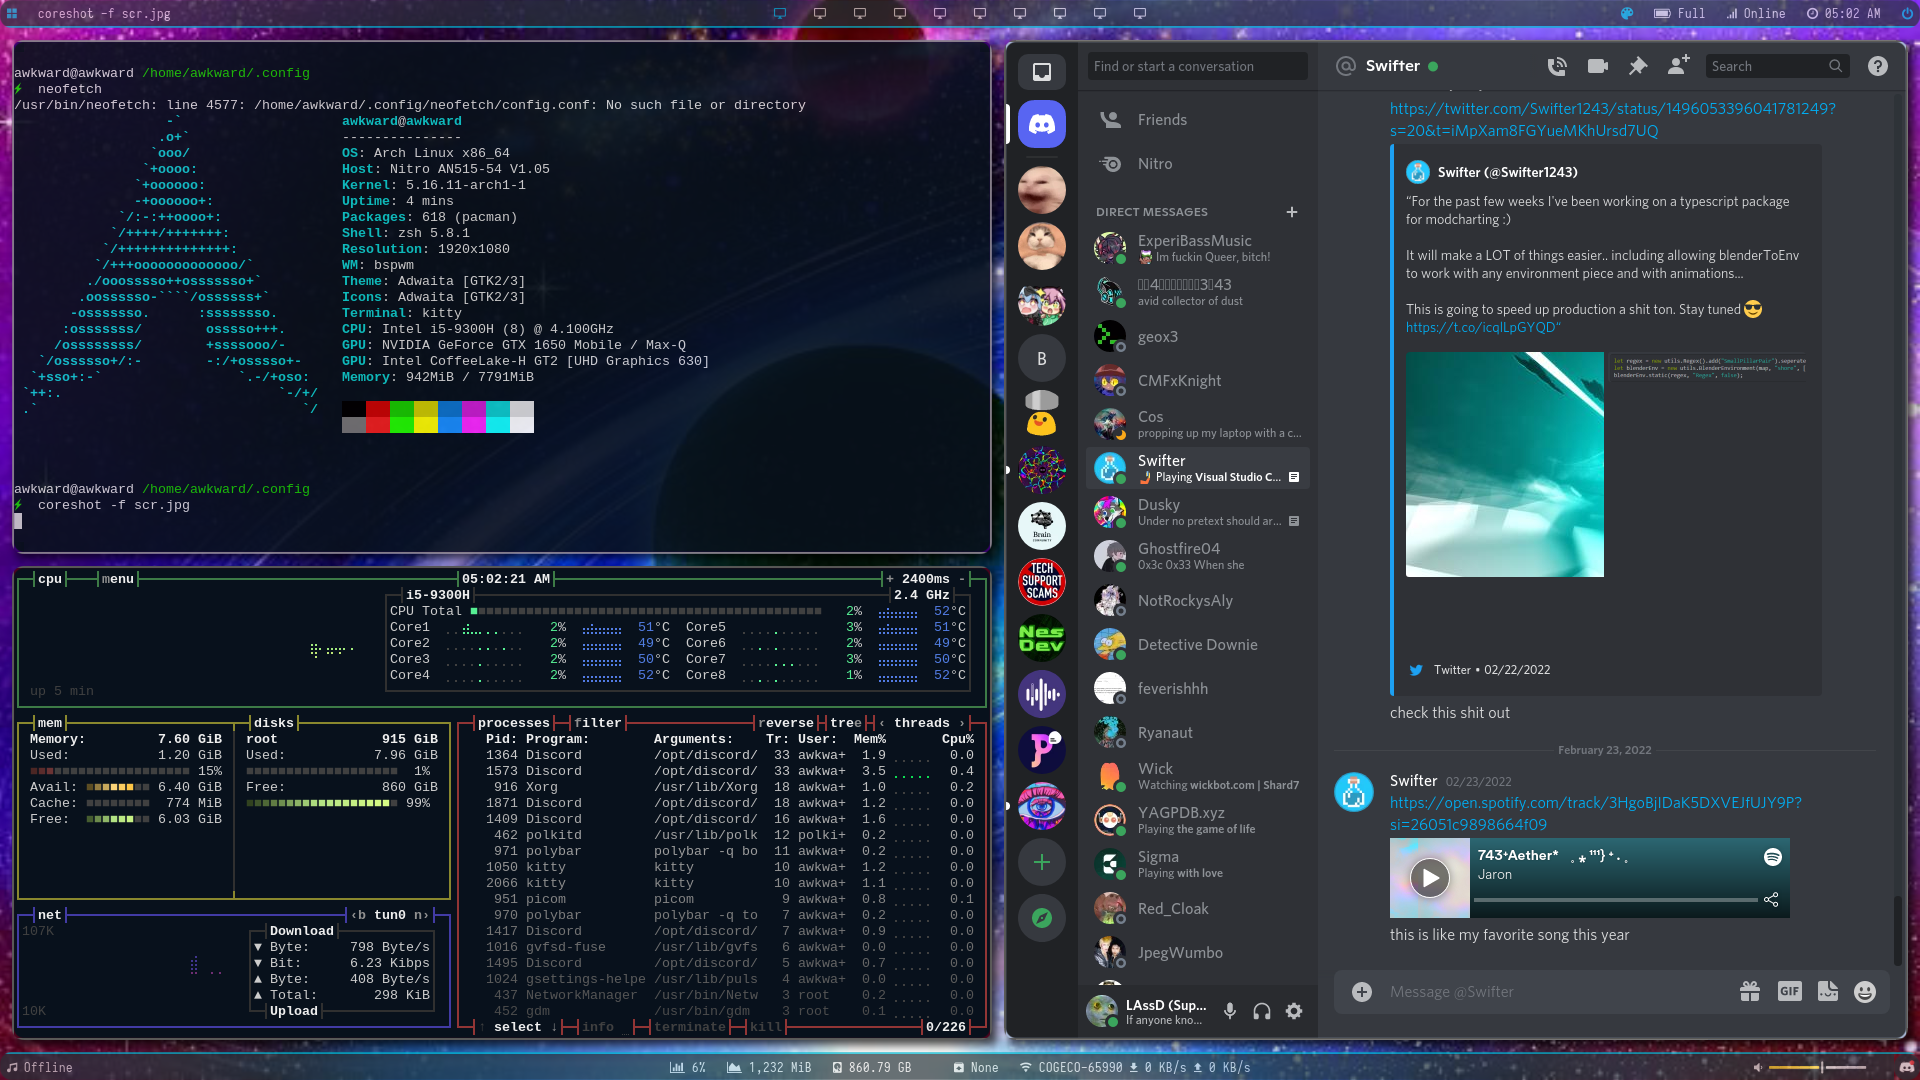 coreshot -f scr.jpg
Full
Online
05:02 AM
awkward@awkward /home/awkward/.config
neofetch
/usr/bin/neofetch: line 4577: /home/awkward/.config/neofetch/config.conf: No such file or directory
awkward@awkward
---------------
OS: Arch Linux x86_64
Host: Nitro AN515-54 V1.05
Kernel: 5.16.11-arch1-1
Uptime: 4 mins
Packages: 618 (pacman)
Shell: zsh 5.8.1
Resolution: 1920x1080
WM: bspwm
Theme: Adwaita [GTK2/3]
Icons: Adwaita [GTK2/3]
Terminal: kitty
CPU: Intel i5-9300H (8) @ 4.100GHz
GPU: NVIDIA GeForce GTX 1650 Mobile / Max-Q
GPU: Intel CoffeeLake-H GT2 [UHD Graphics 630]
Memory: 942MiB / 7791MiB
awkward@awkward /home/awkward/.config
coreshot -f scr.jpg
cpu menu 05:02:21 AM + 2400ms -
i5-9300H 2.4 GHz
CPU Total 2% 52°C
Core1 2% 51°C Core5 3% 51°C
Core2 2% 49°C Core6 2% 49°C
Core3 2% 50°C Core7 3% 50°C
Core4 2% 52°C Core8 1% 52°C
up 5 min
mem disks
Memory: 7.60 GiB root 915 GiB
Used: 1.20 GiB Used: 7.96 GiB
15% 1%
Avail: 6.40 GiB Free: 860 GiB
Cache: 774 MiB 99%
Free: 6.03 GiB
net ‹b tun0 n›
107K
Download
▼ Byte: 798 Byte/s
▼ Bit: 6.23 Kibps
▲ Byte: 408 Byte/s
▲ Total: 298 KiB
10K
Upload
processes filter reverse tree ‹ threads ›
Pid: Program: Arguments: Tr: User: Mem% Cpu%
1364 Discord /opt/discord/ 33 awkwa+ 1.9 0.0
1573 Discord /opt/discord/ 33 awkwa+ 3.5 0.4
916 Xorg /usr/lib/Xorg 18 awkwa+ 1.0 0.2
1871 Discord /opt/discord/ 18 awkwa+ 1.2 0.0
1409 Discord /opt/discord/ 16 awkwa+ 1.6 0.0
462 polkitd /usr/lib/polk 12 polki+ 0.2 0.0
971 polybar polybar -q bo 11 awkwa+ 0.2 0.0
1050 kitty kitty 10 awkwa+ 1.2 0.0
2066 kitty kitty 10 awkwa+ 1.1 0.0
951 picom picom 9 awkwa+ 0.8 0.1
970 polybar polybar -q to 7 awkwa+ 0.2 0.0
1417 Discord /opt/discord/ 7 awkwa+ 0.9 0.0
1016 gvfsd-fuse /usr/lib/gvfs 6 awkwa+ 0.0 0.0
1495 Discord /opt/discord/ 5 awkwa+ 0.7 0.0
1024 gsettings-helpe /usr/lib/puls 4 awkwa+ 0.0 0.0
437 NetworkManager /usr/bin/Netw 3 root 0.2 0.0
452 gdm /usr/bin/gdm 3 root 0.1 0.0
↑ select ↓ info terminate kill 0/226
B
Brain
COMMUNITY
TECH
SUPPORT
SCAMS
Nes
Dev
Find or start a conversation
Friends
Nitro
DIRECT MESSAGES
ExperiBassMusic
Im fuckin Queer, bitch!
avid collector of dust
geox3
CMFxKnight
Cos
propping up my laptop with a c...
Swifter
Playing Visual Studio C...
Dusky
Under no pretext should ar...
Ghostfire04
0x3c 0x33 When she
NotRockysAly
Detective Downie
feverishhh
Ryanaut
Wick
Watching wickbot.com | Shard7
YAGPDB.xyz
Playing the game of life
Sigma
Playing with love
Red_Cloak
JpegWumbo
LAssD (Sup...
If anyone kno...
Swifter
Search
https://twitter.com/Swifter1243/status/1496053396041781249?
s=20&t=iMpXam8FGYueMKhUrsd7UQ
Swifter (@Swifter1243)
“For the past few weeks I've been working on a typescript package
for modcharting :)
It will make a LOT of things easier.. including allowing blenderToEnv
to work with any environment piece and with animations...
This is going to speed up production a shit ton. Stay tuned 😎
https://t.co/icqlLpGYQD“
let regex = new utils.Regex().add("SmallPillarPair").seperate
let blenderEnv = new utils.BlenderEnvironment(map, "shore",
blenderEnv.static(regex, "Regex", false);
Twitter • 02/22/2022
check this shit out
February 23, 2022
Swifter 02/23/2022
https://open.spotify.com/track/3HgoBjIDaK5DXVEJfUJY9P?
si=26051c9898664f09
743⁺Aether*
Jaron
this is like my favorite song this year
Message @Swifter
GIF
Offline
6%
1,232 MiB
860.79 GB
None
COGECO-65990 0 KB/s 0 KB/s